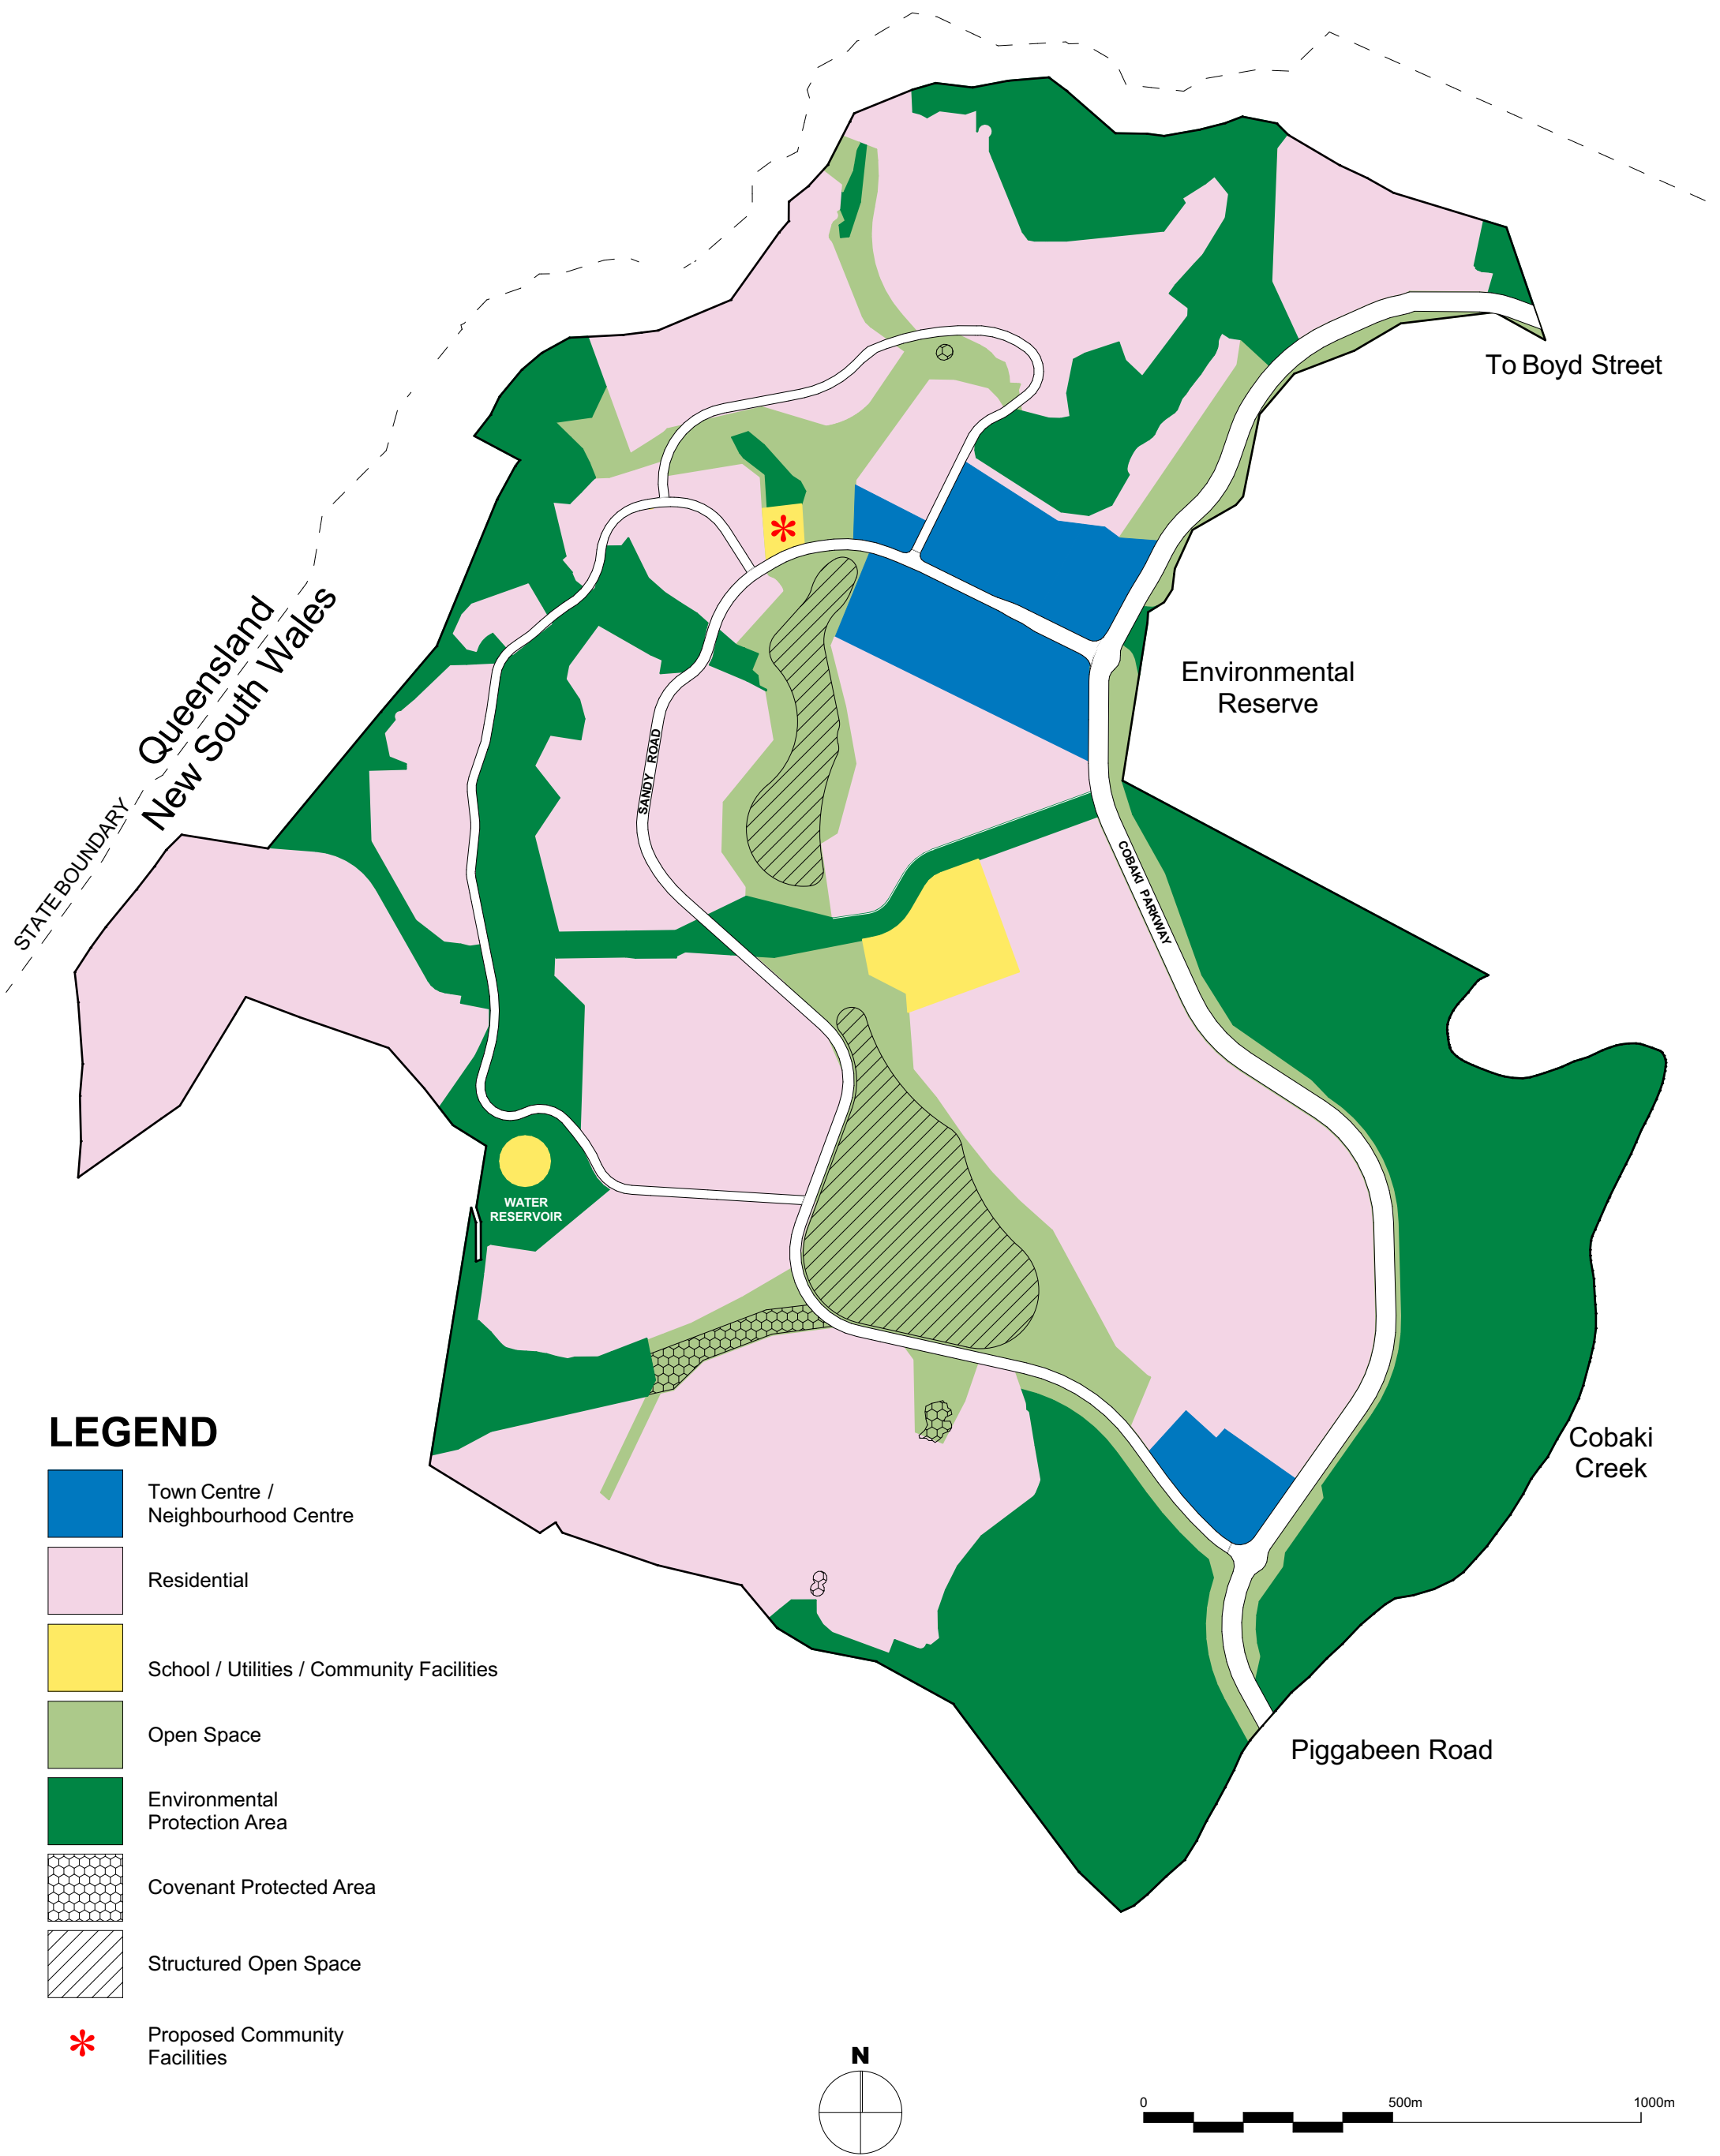 To Boyd Street
Queensland
New South Wales
STATE BOUNDARY
Environmental
Reserve
SANDY ROAD
COBAKI PARKWAY
WATER
RESERVOIR
Cobaki
Creek
Piggabeen Road
LEGEND
Town Centre /
Neighbourhood Centre
Residential
School / Utilities / Community Facilities
Open Space
Environmental
Protection Area
Covenant Protected Area
Structured Open Space
Proposed Community
Facilities
N
0 500m 1000m